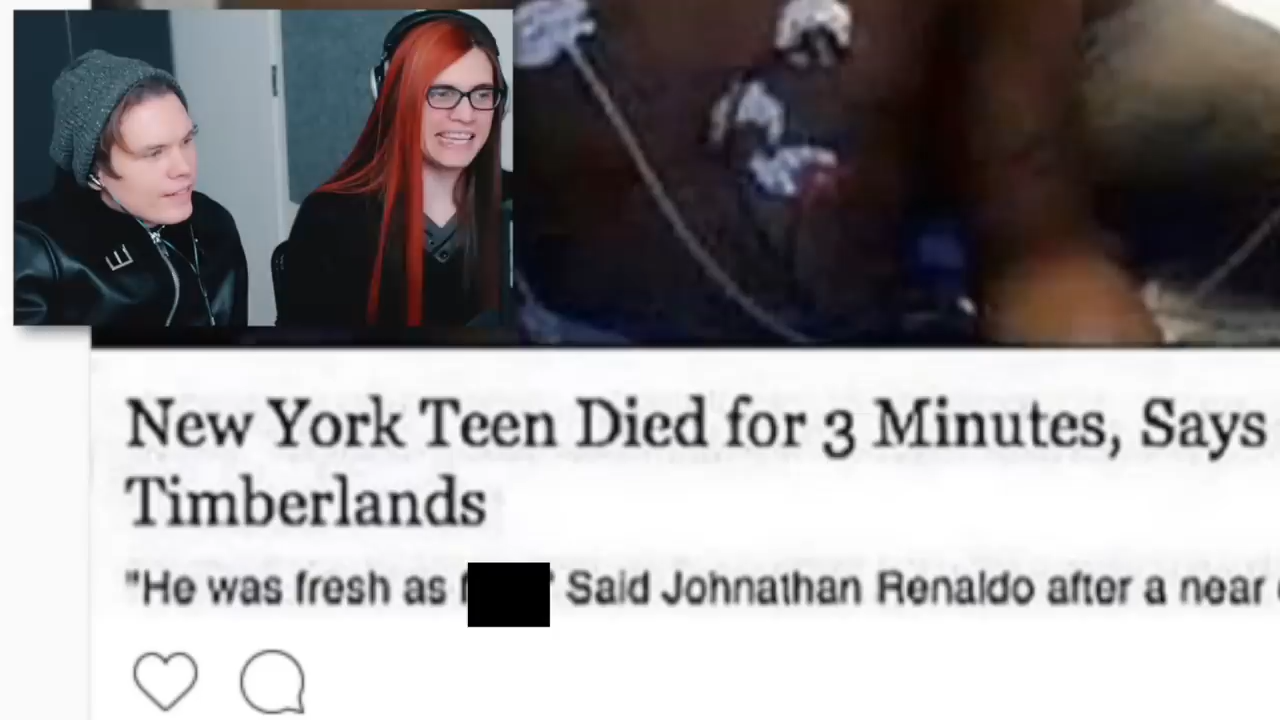 New York Teen Died for 3 Minutes, Says
Timberlands
"He was fresh as f" Said Johnathan Renaldo after a near